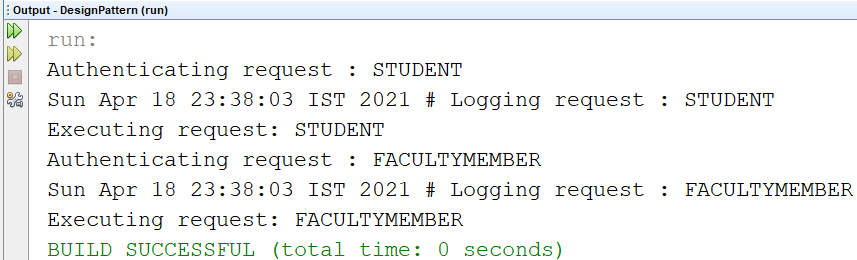 Output - DesignPattern (run)
run:
Authenticating request : STUDENT
Sun Apr 18 23:38:03 IST 2021 # Logging request : STUDENT
Executing request: STUDENT
Authenticating request : FACULTYMEMBER
Sun Apr 18 23:38:03 IST 2021 # Logging request : FACULTYMEMBER
Executing request: FACULTYMEMBER
BUILD SUCCESSFUL (total time: 0 seconds)